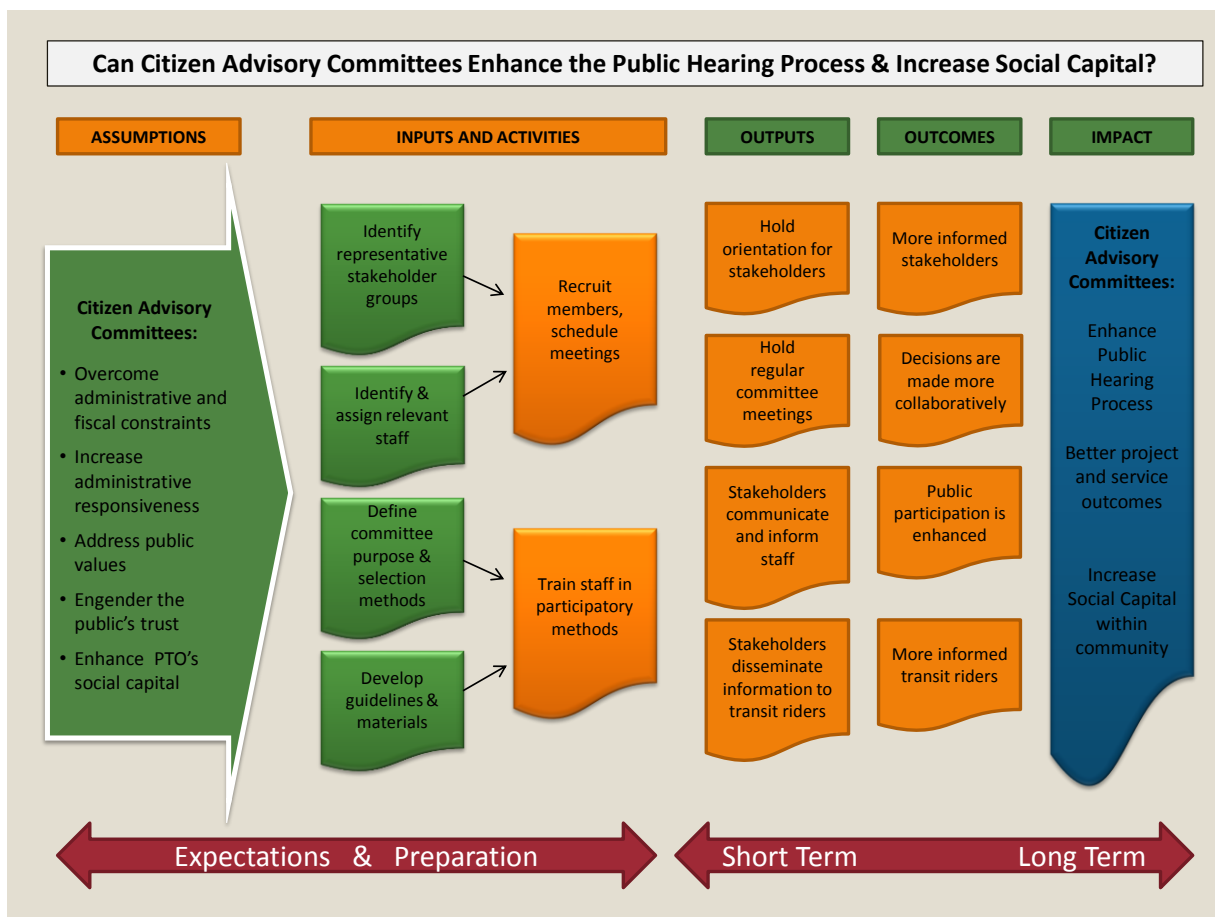 Can Citizen Advisory Committees Enhance the Public Hearing Process & Increase Social Capital?
ASSUMPTIONS
INPUTS AND ACTIVITIES
OUTPUTS
OUTCOMES
IMPACT
Citizen Advisory
Committees:
• Overcome
administrative and
fiscal constraints
• Increase
administrative
responsiveness
• Address public
values
• Engender the
public's trust
• Enhance PTO's
social capital
Identify
representative
stakeholder
groups
Identify &
assign relevant
staff
Define
committee
purpose &
selection
methods
Develop
guidelines &
materials
Recruit
members,
schedule
meetings
Train staff in
participatory
methods
Hold
orientation for
stakeholders
Hold
regular
committee
meetings
Stakeholders
communicate
and inform
staff
Stakeholders
disseminate
information to
transit riders
More informed
stakeholders
Decisions are
made more
collaboratively
Public
participation is
enhanced
More informed
transit riders
Citizen
Advisory
Committees:
Enhance
Public
Hearing
Process
Better project
and service
outcomes
Increase
Social Capital
within
community
Expectations & Preparation
Short Term
Long Term